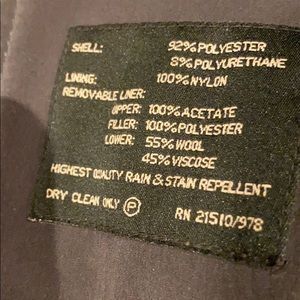 SHELL: 92% POLYESTER
8% POLYURETHANE
LINING: 100% NYLON
REMOVABLE LINER:
UPPER: 100% ACETATE
FILLER: 100% POLYESTER
LOWER: 55% WOOL
45% VISCOSE
HIGHEST QUALITY RAIN & STAIN REPELLENT
DRY CLEAN ONLY Ⓟ
RN 21510/978